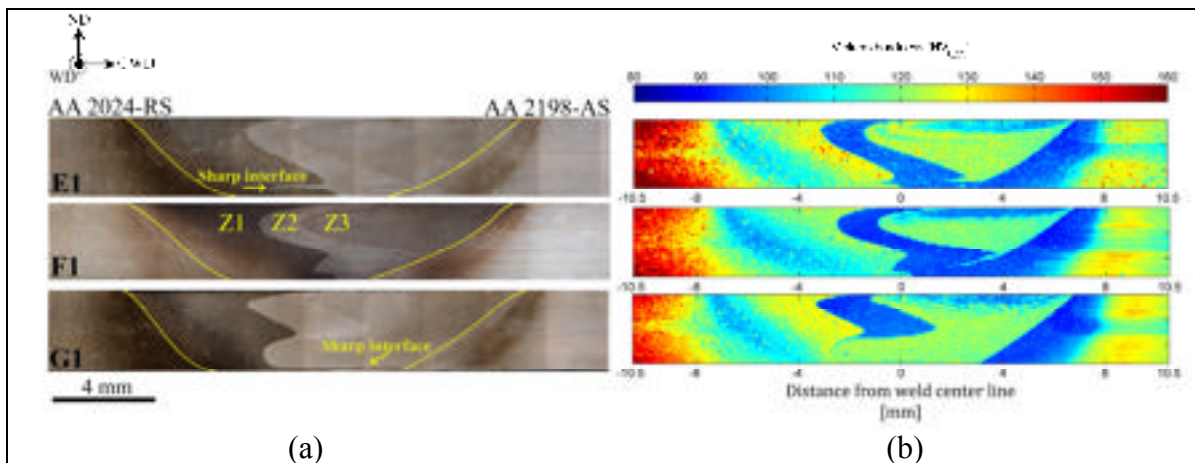 ND
WD
AA 2024-RS
AA 2198-AS
80 90 100 110 120 130 140 150 160
Sharp interface
E1
-10.5 -6 -4 0 4 8 10.5
Z1 Z2 Z3
F1
-10.5 -6 -4 0 4 8 10.5
Sharp interface
G1
-10.5 -6 -4 0 4 8 10.5
4 mm
Distance from weld center line
[mm]
(a)
(b)